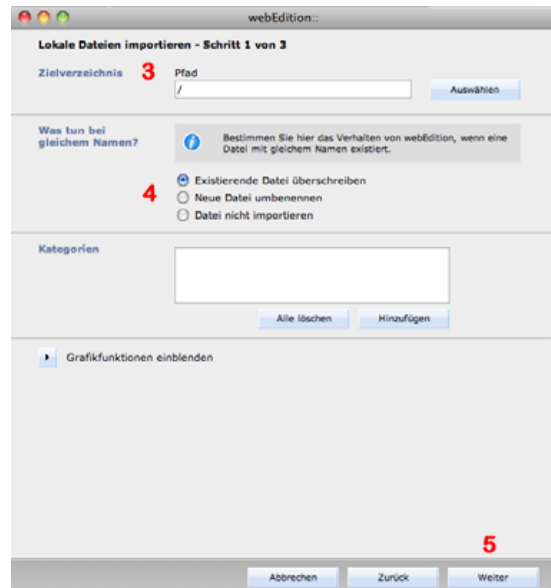 webEdition::
Lokale Dateien importieren - Schritt 1 von 3
Zielverzeichnis 3 Pfad
/ Auswählen
Was tun bei
gleichem Namen?
Bestimmen Sie hier das Verhalten von webEdition, wenn eine
Datei mit gleichem Namen existiert.
Existierende Datei überschreiben
4 Neue Datei umbenennen
Datei nicht importieren
Kategorien
Alle löschen Hinzufügen
Grafikfunktionen einblenden
5
Abbrechen Zurück Weiter